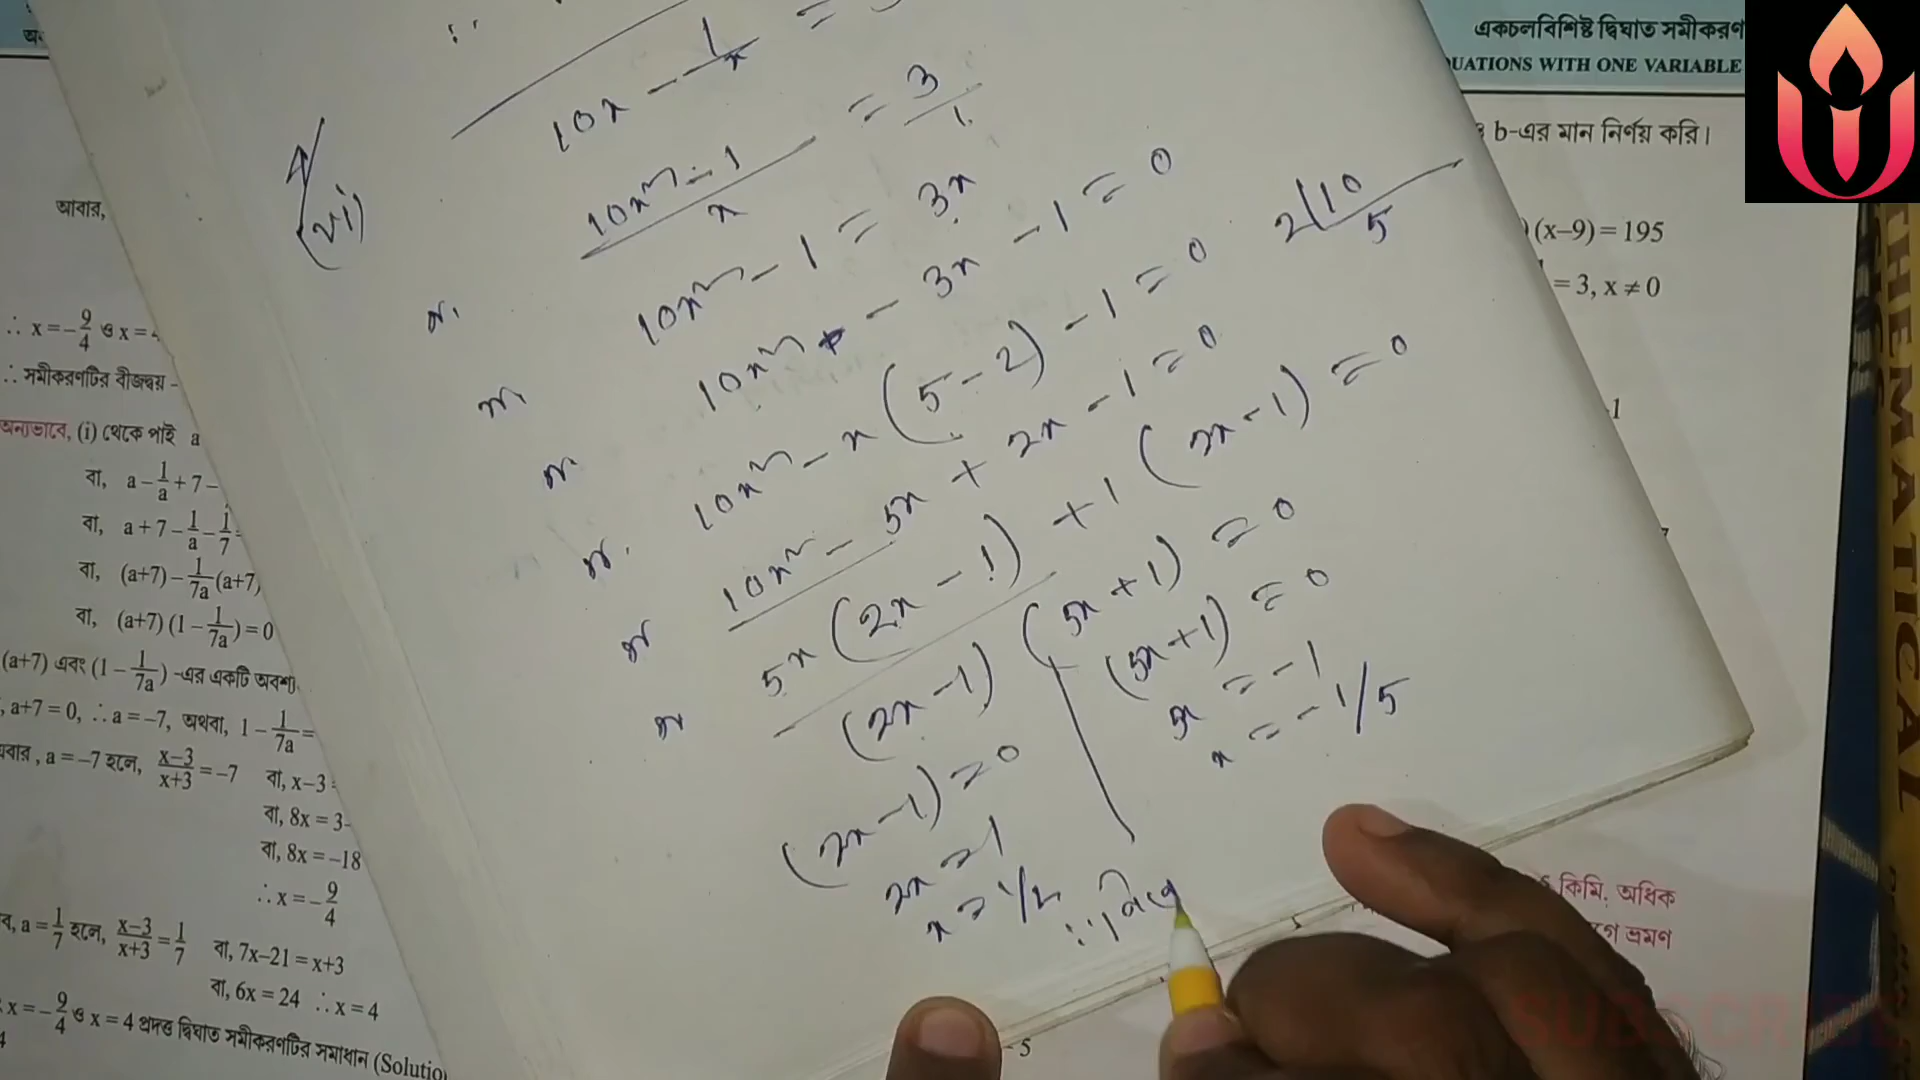 একচলবিশিষ্ট দ্বিঘাত সমীকরণ
UATIONS WITH ONE VARIABLE
b-এর মান নির্ণয় করি।
(x–9) = 195
= 3, x ≠ 0
(vi)
10x - 1/x =
(10x² - 1)/x = 3/1
10x² - 1 = 3x
10x² - 3x - 1 = 0
2 10
5
10x² - x (5 - 2) - 1 = 0
10x² - 5x + 2x - 1 = 0
5x (2x - 1) + 1 (2x - 1) = 0
(2x - 1) (5x + 1) = 0
(2x - 1) = 0
2x = 1
x = 1/2
(5x + 1) = 0
5x = -1
x = -1/5
আবার,
∴ x = –9/4 ও x =
∴ সমীকরণটির বীজদ্বয়
অন্যভাবে, (i) থেকে পাই a
বা, a – 1/a + 7 –
বা, a + 7 – 1/a – 1/7
বা, (a+7) – 1/7a (a+7)
বা, (a+7) (1 – 1/7a) = 0
(a+7) এবং (1 – 1/7a) -এর একটি অবশ্য
, a+7 = 0, ∴ a = –7, অথবা, 1 – 1/7a =
a = –7 হলে, x–3/x+3 = –7 বা, x–3
বা, 8x = 3
বা, 8x = –18
∴ x = –9/4
a = 1/7 হলে, x–3/x+3 = 1/7 বা, 7x–21 = x+3
বা, 6x = 24 ∴ x = 4
x = –9/4 ও x = 4 প্রদত্ত দ্বিঘাত সমীকরণটির সমাধান (Solutio
কিমি. অধিক
ভ্রমণ
- 5
MATICAL
SUBSCRIBE